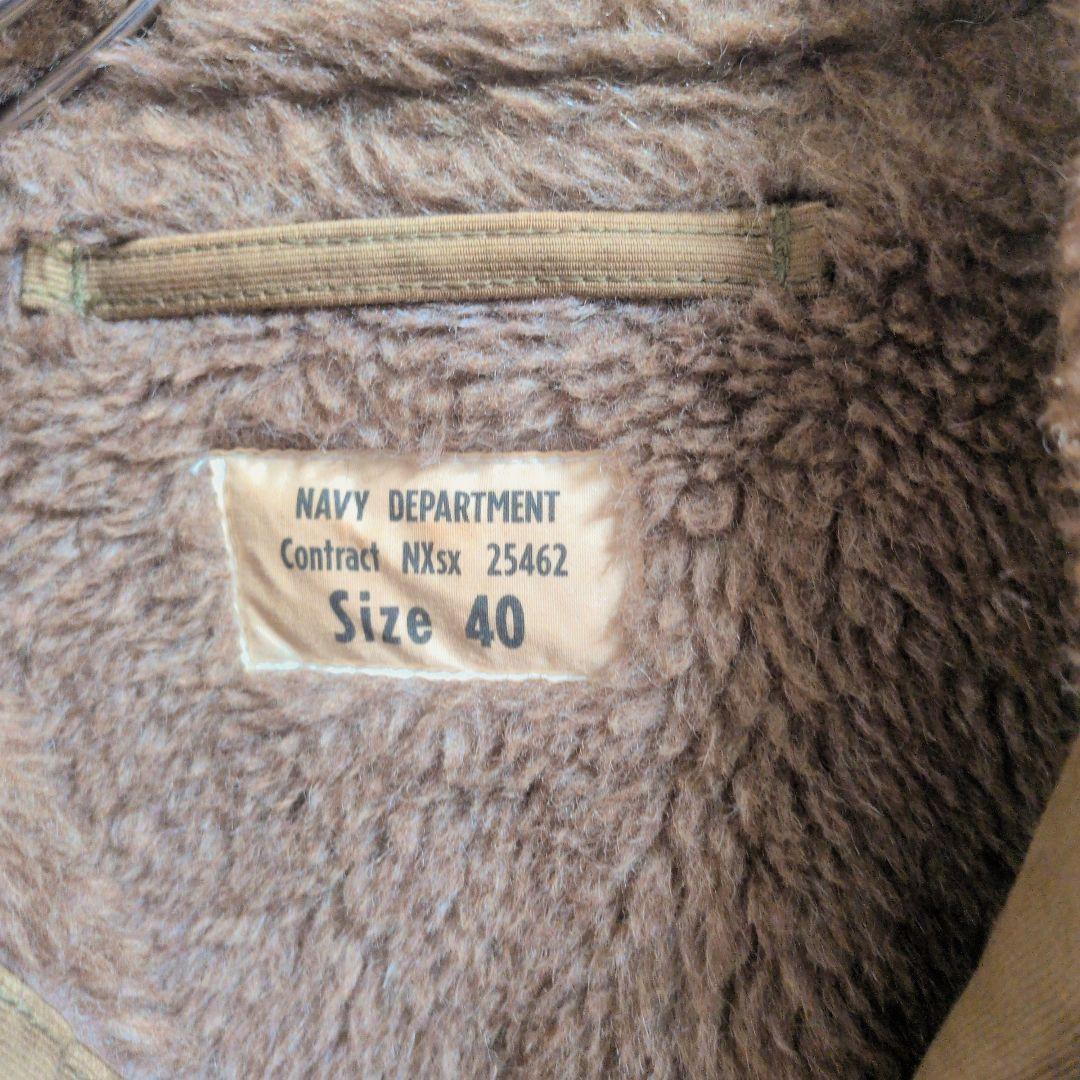 NAVY DEPARTMENT
Contract NXsx 25462
Size 40